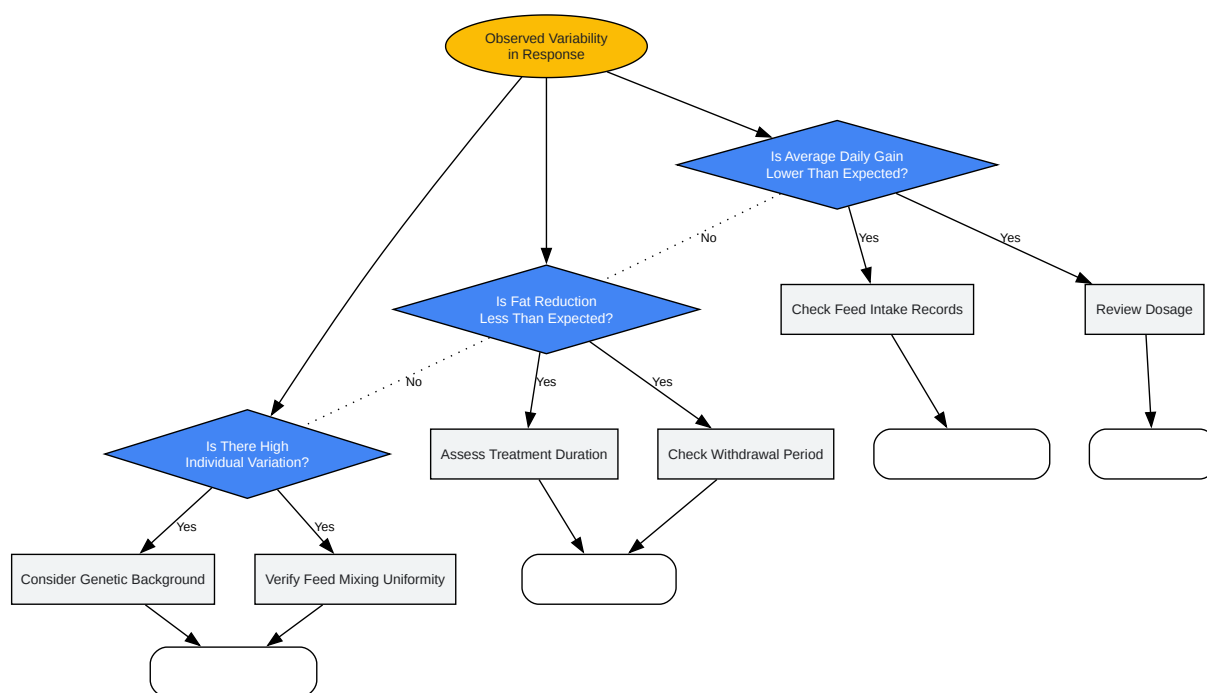 Observed Variability
in Response
Is Average Daily Gain
Lower Than Expected?
No
Yes
Yes
Is Fat Reduction
Less Than Expected?
Check Feed Intake Records
Review Dosage
No
Yes
Yes
Is There High
Individual Variation?
Assess Treatment Duration
Check Withdrawal Period
Yes
Yes
Consider Genetic Background
Verify Feed Mixing Uniformity